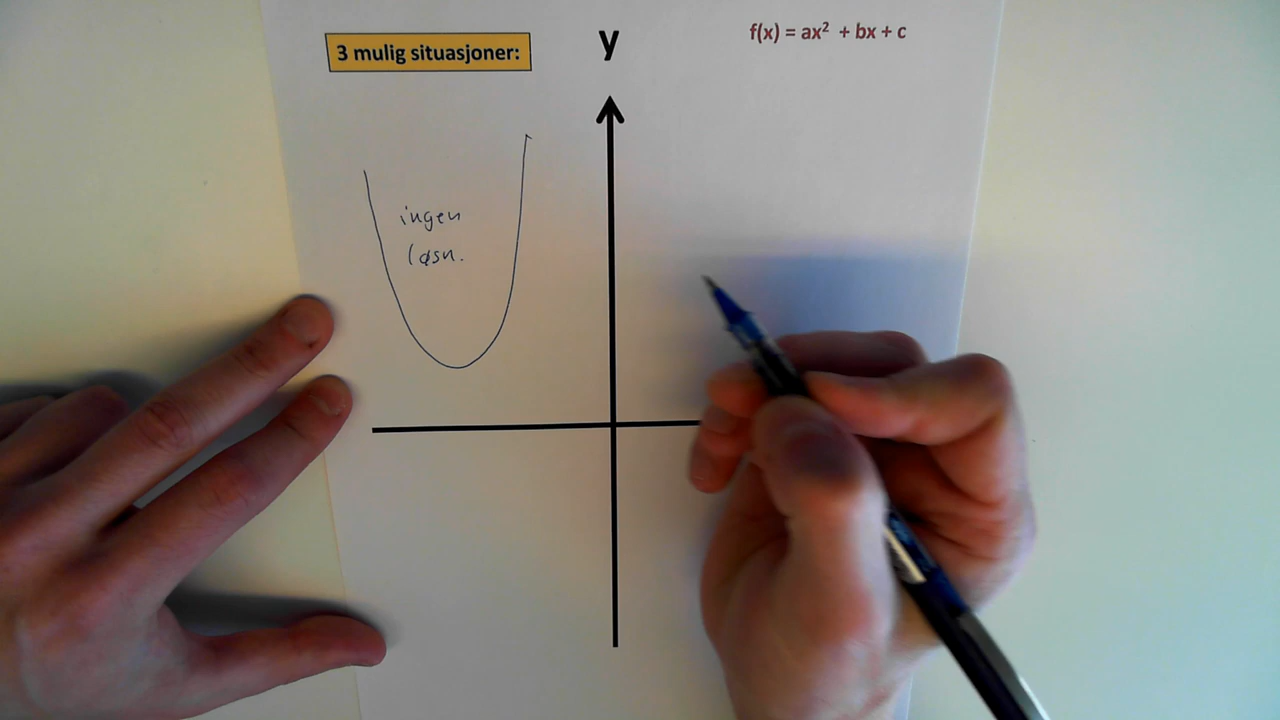 3 mulig situasjoner:
y
f(x) = ax² + bx + c
ingen
løsn.